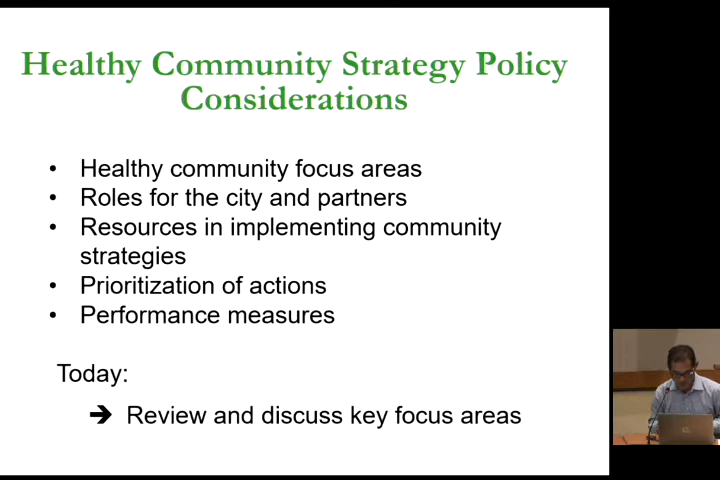 Healthy Community Strategy Policy
Considerations
• Healthy community focus areas
• Roles for the city and partners
• Resources in implementing community
strategies
• Prioritization of actions
• Performance measures
Today:
➔ Review and discuss key focus areas